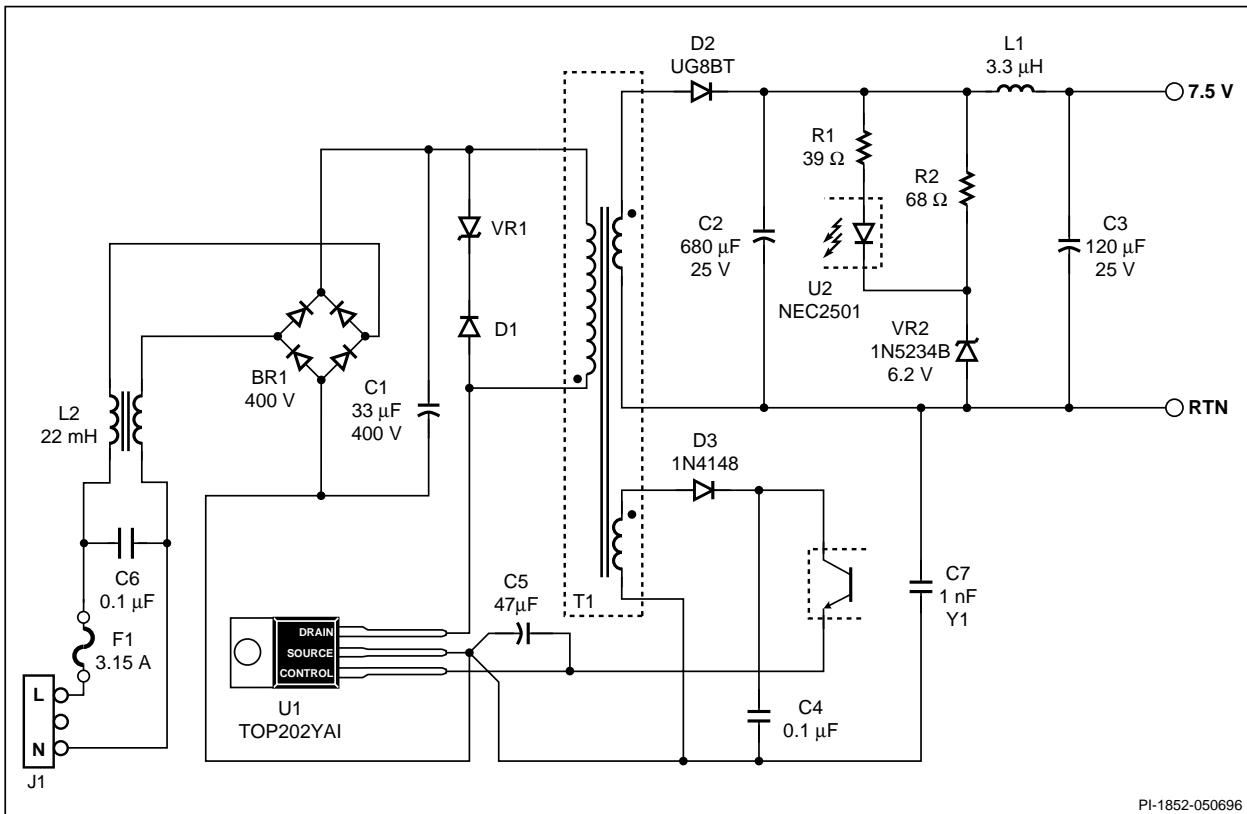 D2
UG8BT
L1
3.3 µH
7.5 V
R1
39 Ω
R2
68 Ω
VR1
C2
680 µF
25 V
C3
120 µF
25 V
U2
NEC2501
D1
VR2
1N5234B
6.2 V
BR1
400 V
C1
33 µF
400 V
L2
22 mH
RTN
D3
1N4148
C6
0.1 µF
C5
47µF
T1
C7
1 nF
Y1
F1
3.15 A
DRAIN
SOURCE
CONTROL
L
N
J1
U1
TOP202YAI
C4
0.1 µF
PI-1852-050696